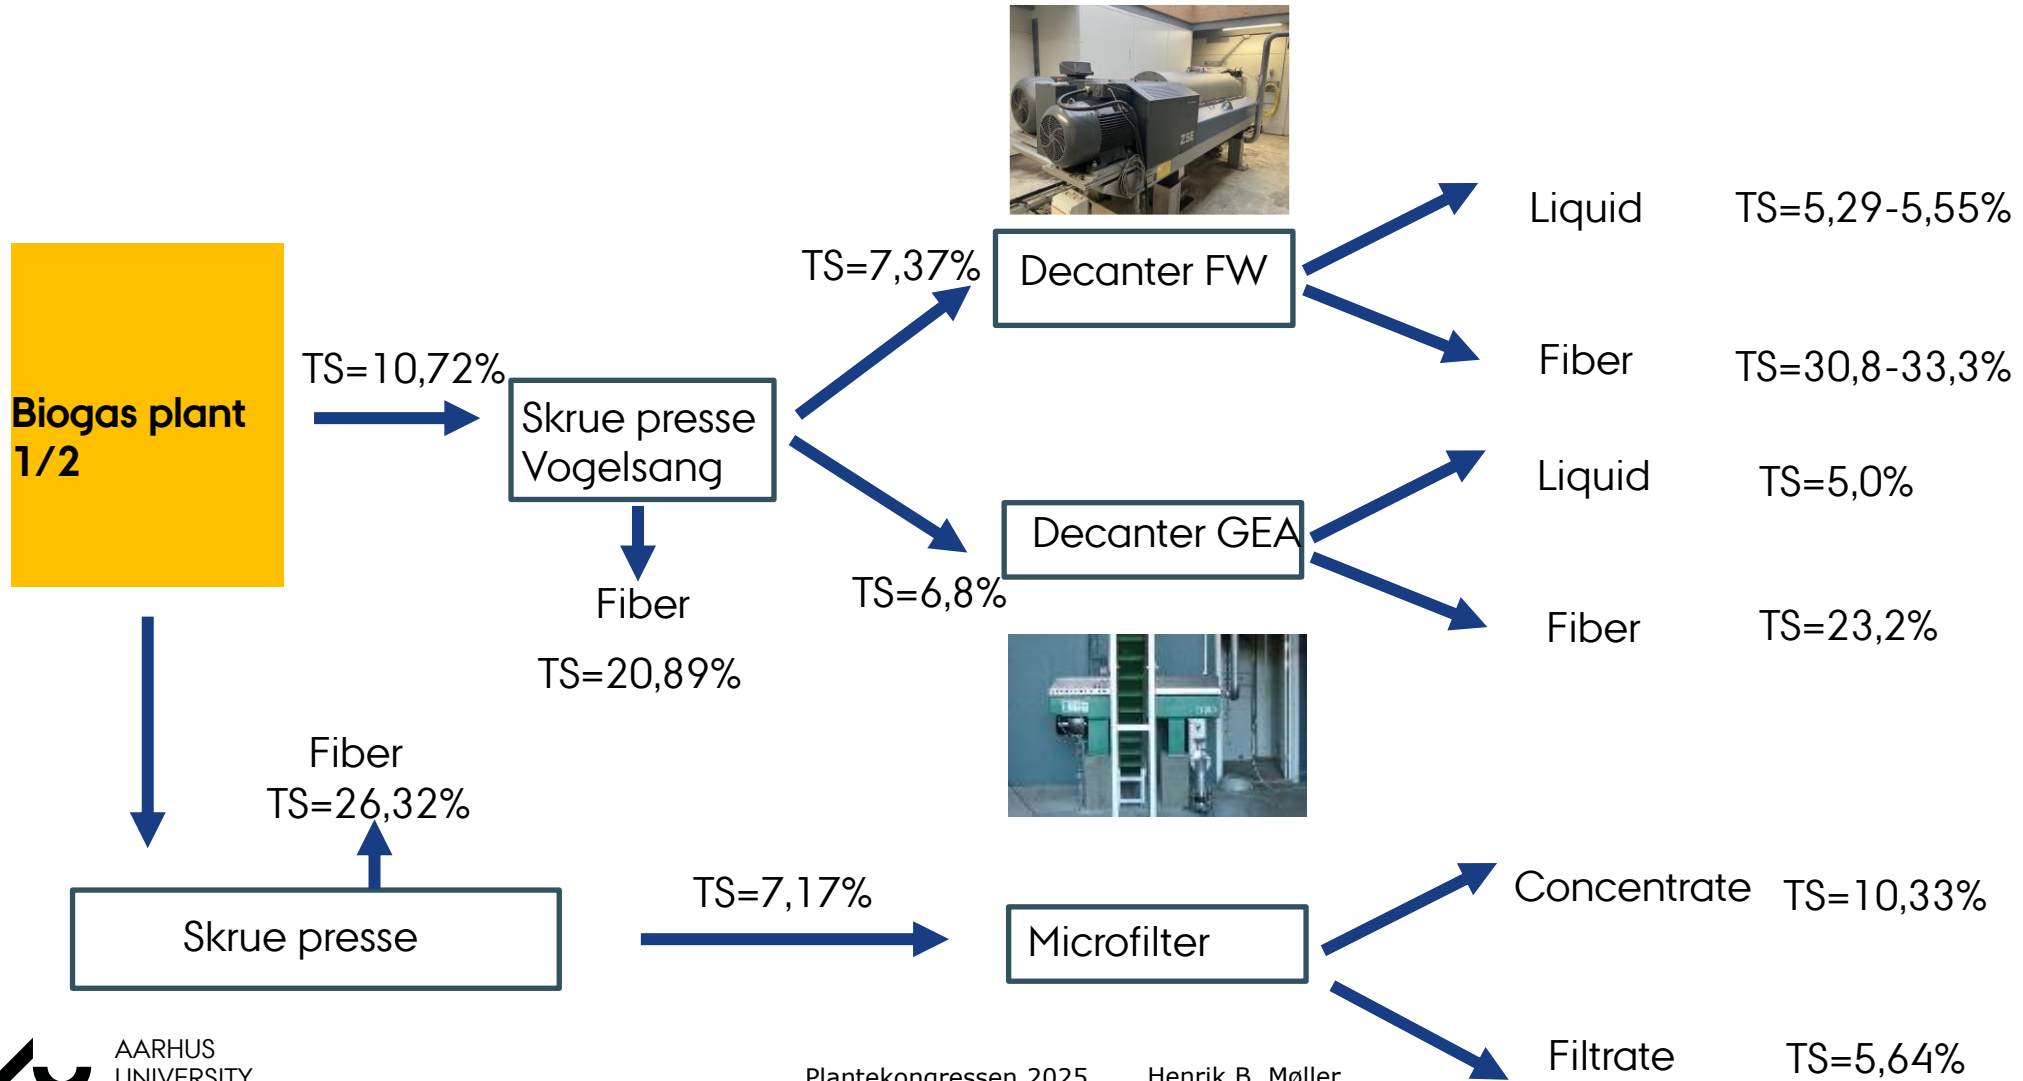 ZSE
Liquid
TS=5,29-5,55%
TS=7,37%
Decanter FW
TS=10,72%
Fiber
TS=30,8-33,3%
Biogas plant
1/2
Skrue presse
Vogelsang
Liquid
TS=5,0%
Decanter GEA
Fiber
TS=20,89%
TS=6,8%
Fiber
TS=23,2%
Fiber
TS=26,32%
TS=7,17%
Concentrate
TS=10,33%
Skrue presse
Microfilter
Filtrate
TS=5,64%
AARHUS
UNIVERSITY
Plantekongressen 2025
Henrik B. Møller